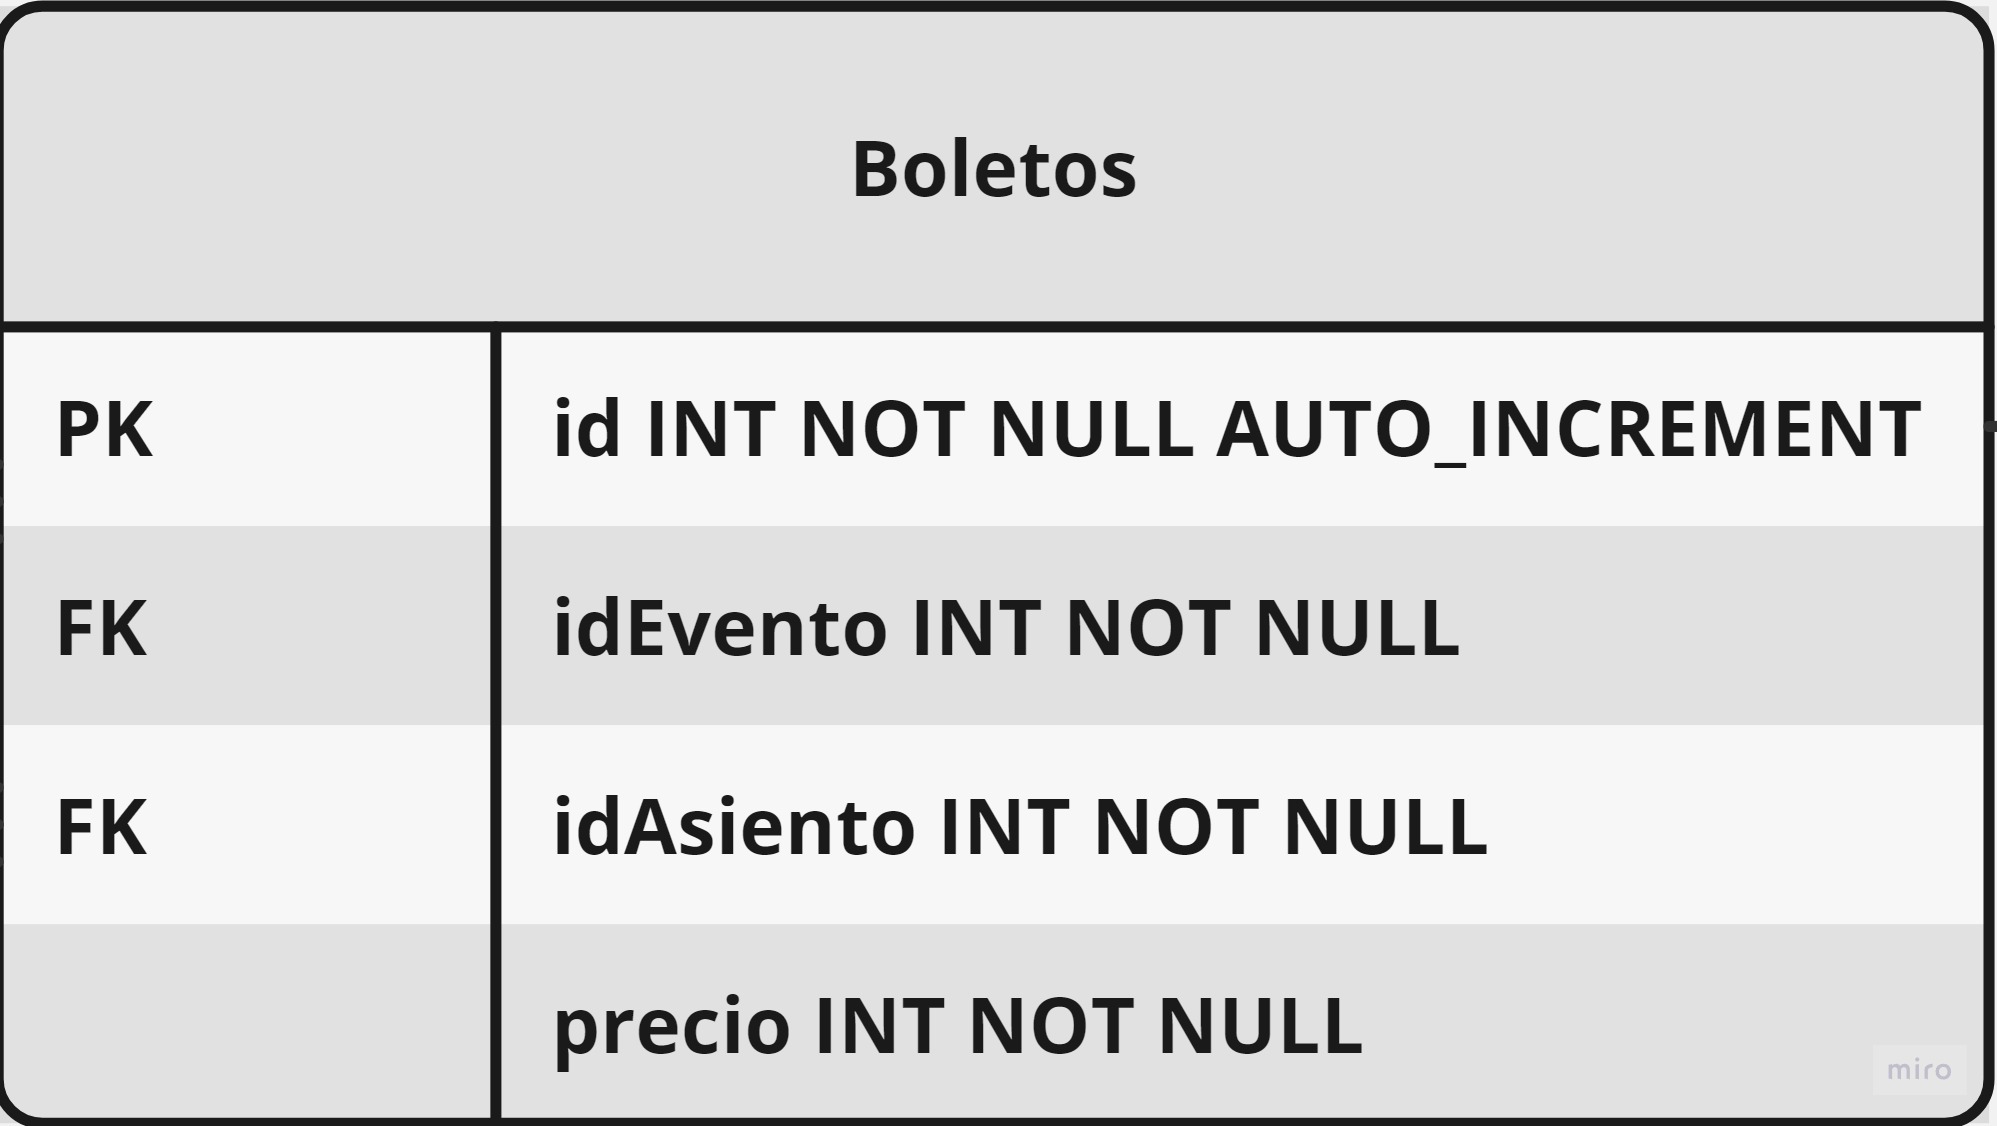 Boletos
PK id INT NOT NULL AUTO_INCREMENT
FK idEvento INT NOT NULL
FK idAsiento INT NOT NULL
precio INT NOT NULL
miro